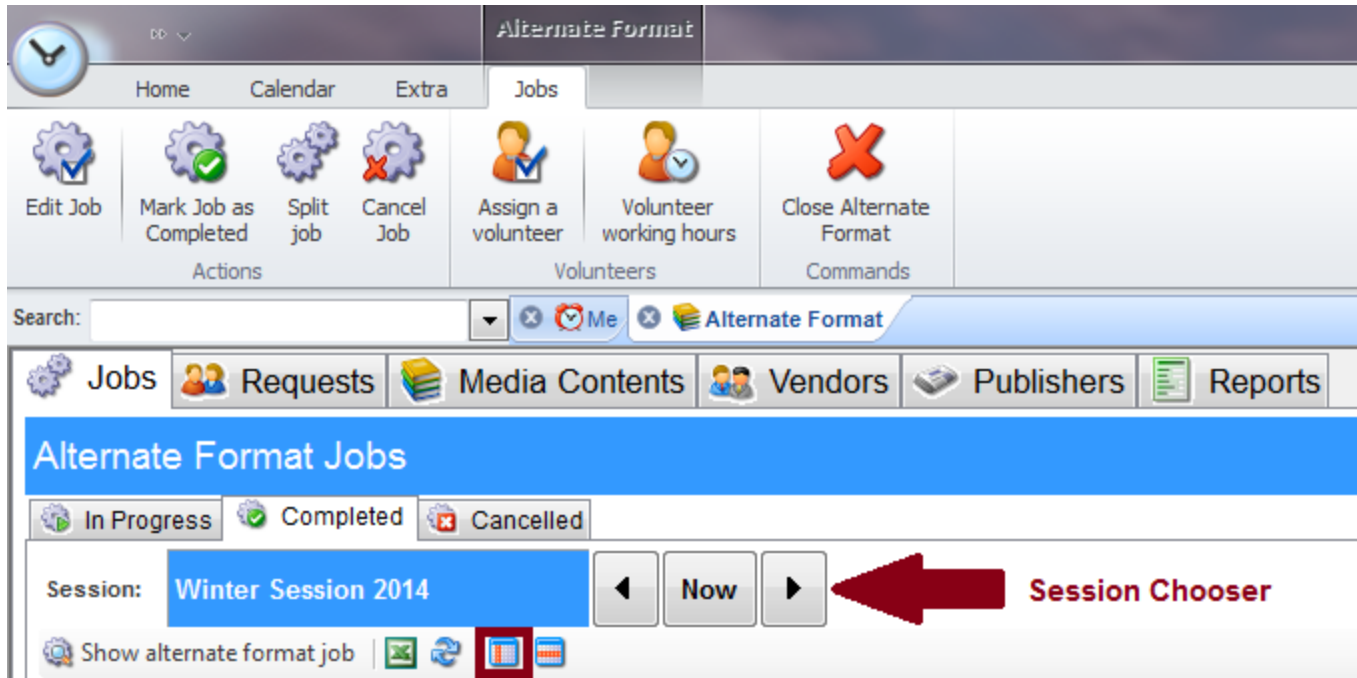 Alternate Format
Home Calendar Extra Jobs
Edit Job Mark Job as Completed Split job Cancel Job Assign a volunteer Volunteer working hours Close Alternate Format
Actions Volunteers Commands
Search: Me Alternate Format
Jobs Requests Media Contents Vendors Publishers Reports
Alternate Format Jobs
In Progress Completed Cancelled
Session: Winter Session 2014 Now Session Chooser
Show alternate format job